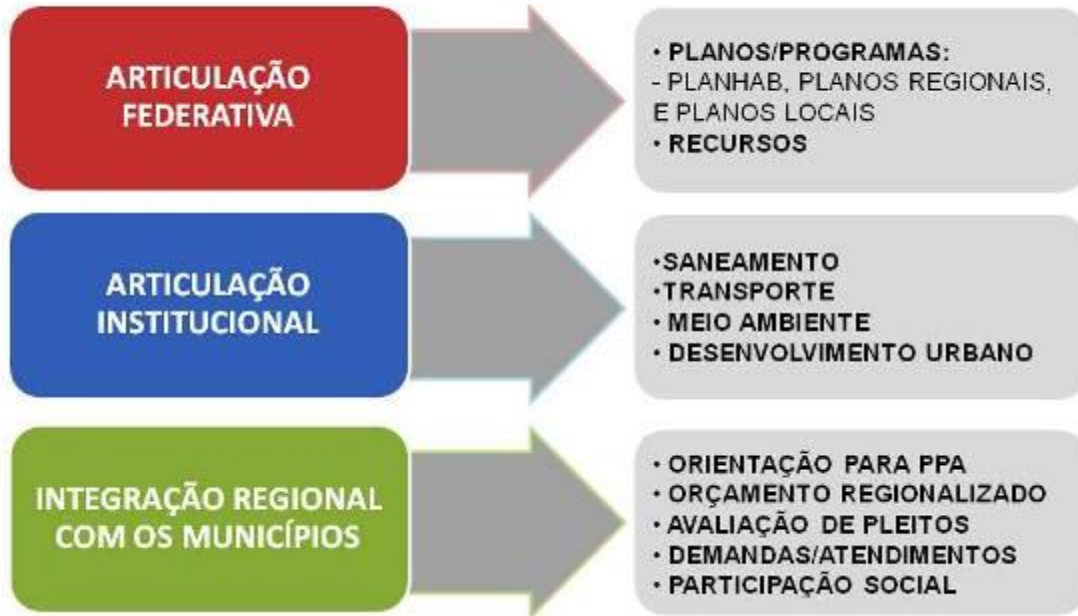 ARTICULAÇÃO
FEDERATIVA
• PLANOS/PROGRAMAS:
- PLANHAB, PLANOS REGIONAIS,
E PLANOS LOCAIS
• RECURSOS
ARTICULAÇÃO
INSTITUCIONAL
•SANEAMENTO
•TRANSPORTE
• MEIO AMBIENTE
• DESENVOLVIMENTO URBANO
INTEGRAÇÃO REGIONAL
COM OS MUNICÍPIOS
• ORIENTAÇÃO PARA PPA
• ORÇAMENTO REGIONALIZADO
• AVALIAÇÃO DE PLEITOS
• DEMANDAS/ATENDIMENTOS
• PARTICIPAÇÃO SOCIAL